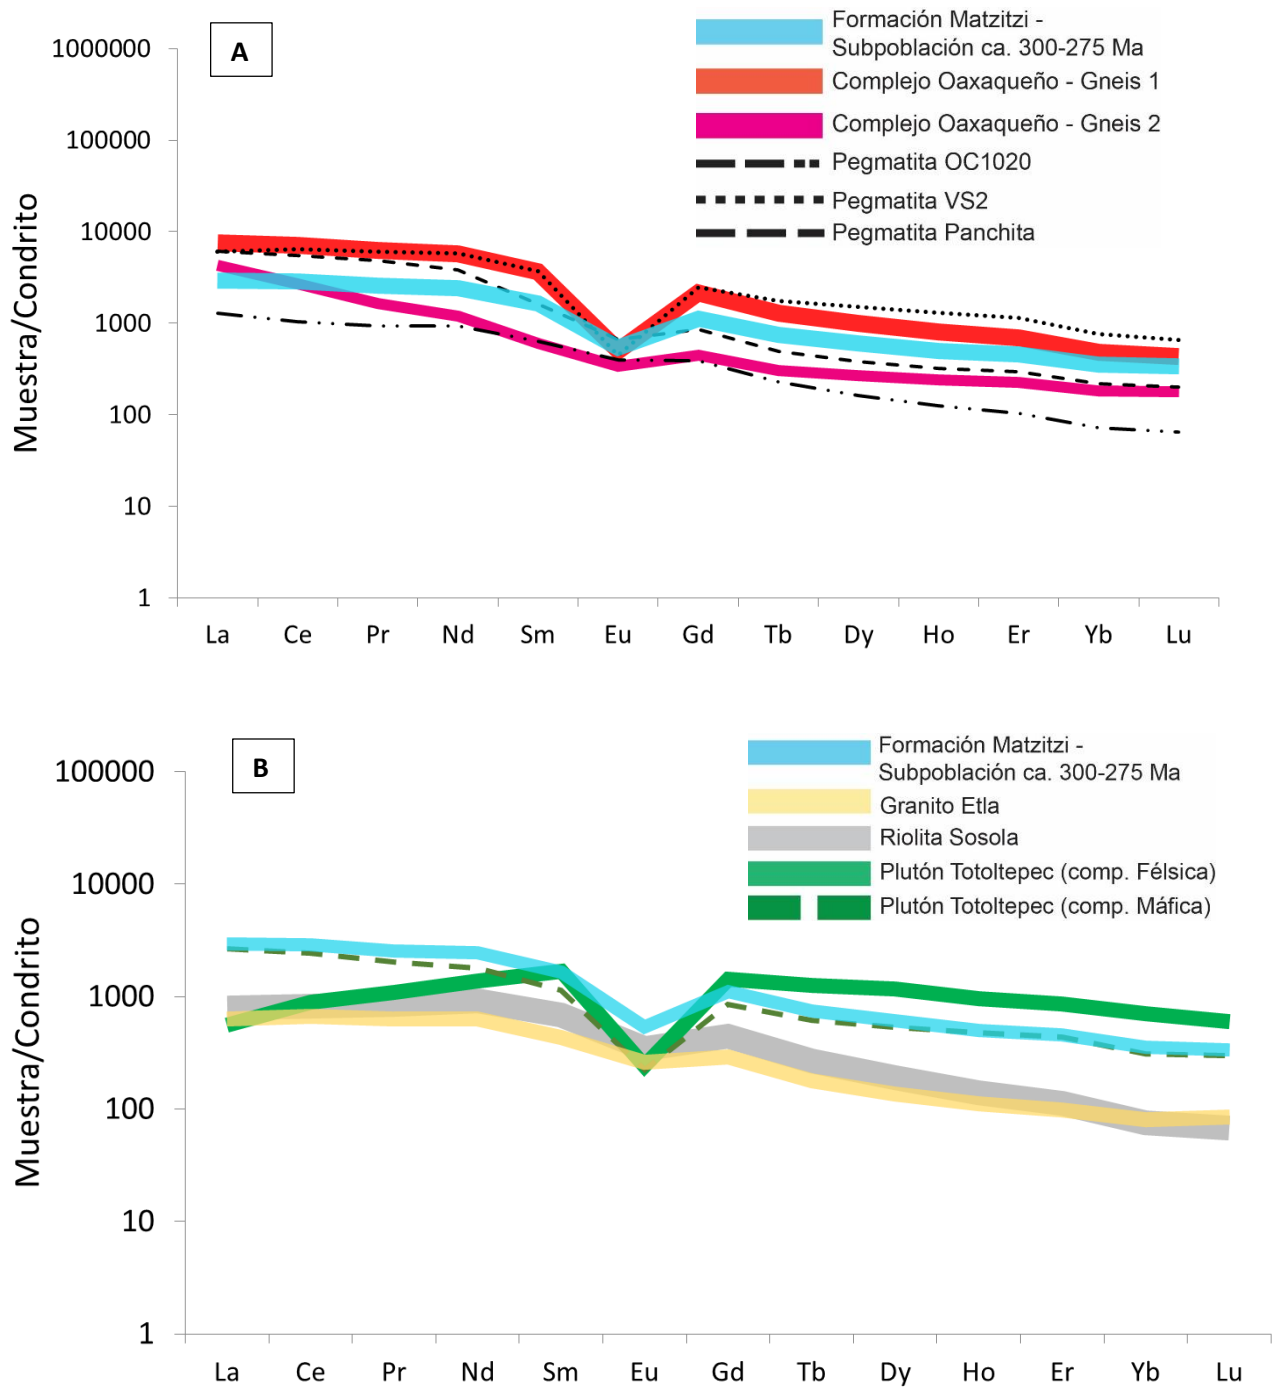 A
Formación Matzitzi -
Subpoblación ca. 300-275 Ma
Complejo Oaxaqueño - Gneis 1
Complejo Oaxaqueño - Gneis 2
Pegmatita OC1020
Pegmatita VS2
Pegmatita Panchita
Muestra/Condrito
1000000
100000
10000
1000
100
10
1
La Ce Pr Nd Sm Eu Gd Tb Dy Ho Er Yb Lu
B
Formación Matzitzi -
Subpoblación ca. 300-275 Ma
Granito Etla
Riolita Sosola
Plutón Totoltepec (comp. Félsica)
Plutón Totoltepec (comp. Máfica)
Muestra/Condrito
100000
10000
1000
100
10
1
La Ce Pr Nd Sm Eu Gd Tb Dy Ho Er Yb Lu